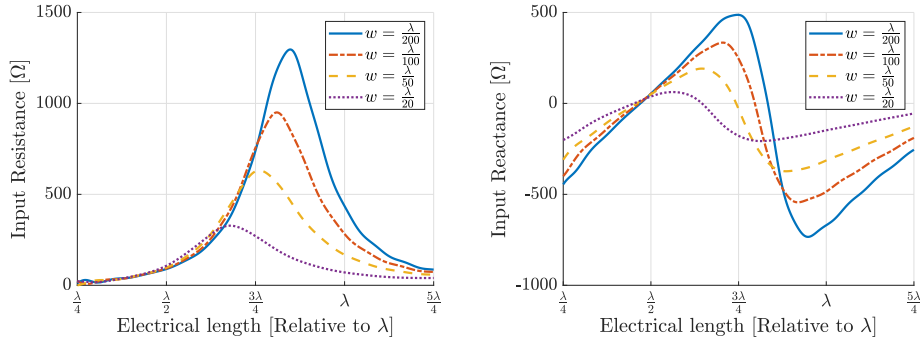 Input Resistance [Ω]
1500
1000
500
0
λ/4
λ/2
3λ/4
λ
5λ/4
Electrical length [Relative to λ]
w = λ/200
w = λ/100
w = λ/50
w = λ/20
Input Reactance [Ω]
500
0
-500
-1000
λ/4
λ/2
3λ/4
λ
5λ/4
Electrical length [Relative to λ]
w = λ/200
w = λ/100
w = λ/50
w = λ/20